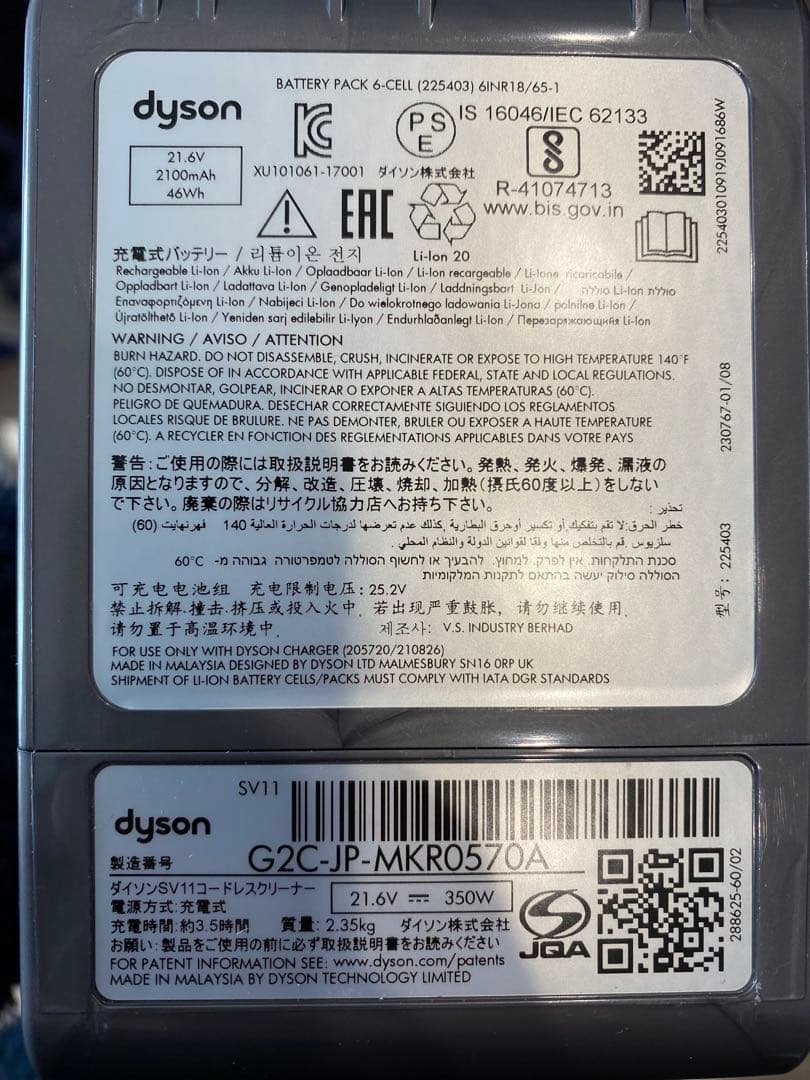 BATTERY PACK 6-CELL (225403) 6INR18/65-1
dyson
21.6V
2100mAh
46Wh
XU101061-17001
PSE
ダイソン株式会社
IS 16046/IEC 62133
R-41074713
www.bis.gov.in
EAC
Li-Ion 20
充電式バッテリー / 리튬이온 전지
Rechargeable Li-Ion / Akku Li-Ion / Oplaadbaar Li-Ion / Li-Ion recargeable / Li-Ione ricaricabile /
Oppladbart Li-Ion / Ladattava Li-Ion / Genopladeligt Li-Ion / Laddningsbart Li-Jon / סוללת Li-Ion סוללה /
Επαναφορτιζόμενη Li-Ion / Nabijeci Li-Ion / Do wielokrotnego ladowania Li-Jona / polnilne Li-Ion /
Újratölthető Li-Ion / Yeniden sarj edilebilir Li-Iyon / Endurhlaðanlegt Li-Ion / Перезаряжающийя Li-Ion
WARNING / AVISO / ATTENTION
BURN HAZARD. DO NOT DISASSEMBLE, CRUSH, INCINERATE OR EXPOSE TO HIGH TEMPERATURE 140°F
(60°C). DISPOSE OF IN ACCORDANCE WITH APPLICABLE FEDERAL, STATE AND LOCAL REGULATIONS.
NO DESMONTAR, GOLPEAR, INCINERAR O EXPONER A ALTAS TEMPERATURAS (60°C).
PELIGRO DE QUEMADURA. DESECHAR CORRECTAMENTE SIGUIENDO LOS REGLAMENTOS
LOCALES RISQUE DE BRULURE. NE PAS DEMONTER, BRULER OU EXPOSER A HAUTE TEMPERATURE
(60°C). A RECYCLER EN FONCTION DES REGLEMENTATIONS APPLICABLES DANS VOTRE PAYS
警告:ご使用の際には取扱説明書をお読みください。発熱、発火、爆発、漏液の
原因となりますので、分解、改造、圧壊、焼却、加熱(摂氏60度以上)をしない
で下さい。廃棄の際はリサイクル協力店へお持ち下さい。
تحذير :
خطر الحرق: لا تقم بتفكيك أو تكسير أو حرق البطارية ,كذلك عدم تعرضها لدرجات الحرارة العالية 140 فهرنهايت (60)
سلزيوس . قم بالتخلص منها وفقا لقوانين الدولة والنظام المحلي .
סכנת התלקחות. אין לפרק, למחוץ, להבעיר או לחשוף הסוללה לטמפרטורה גבוהה מ- 60°C
הסוללה סילוק יעשה בהתאם לתקנות המקומיות
可充电电池组 充电限制电压: 25.2V
禁止拆解.撞击.挤压或投入火中. 若出现严重鼓胀, 请勿继续使用.
请勿置于高温环境中. 제조사: V.S. INDUSTRY BERHAD
FOR USE ONLY WITH DYSON CHARGER (205720/210826)
MADE IN MALAYSIA DESIGNED BY DYSON LTD MALMESBURY SN16 0RP UK
SHIPMENT OF LI-ION BATTERY CELLS/PACKS MUST COMPLY WITH IATA DGR STANDARDS
2254030110919J091686W
230767-01/08
型号: 225403
SV11
dyson
製造番号 G2C-JP-MKR0570A
ダイソンSV11コードレスクリーナー
電源方式:充電式
21.6V 350W
充電時間:約3.5時間 質量: 2.35kg ダイソン株式会社
お願い:製品をご使用の前に必ず取扱説明書をお読みください
FOR PATENT INFORMATION SEE: www.dyson.com/patents
MADE IN MALAYSIA BY DYSON TECHNOLOGY LIMITED
JQA
288625-60/02